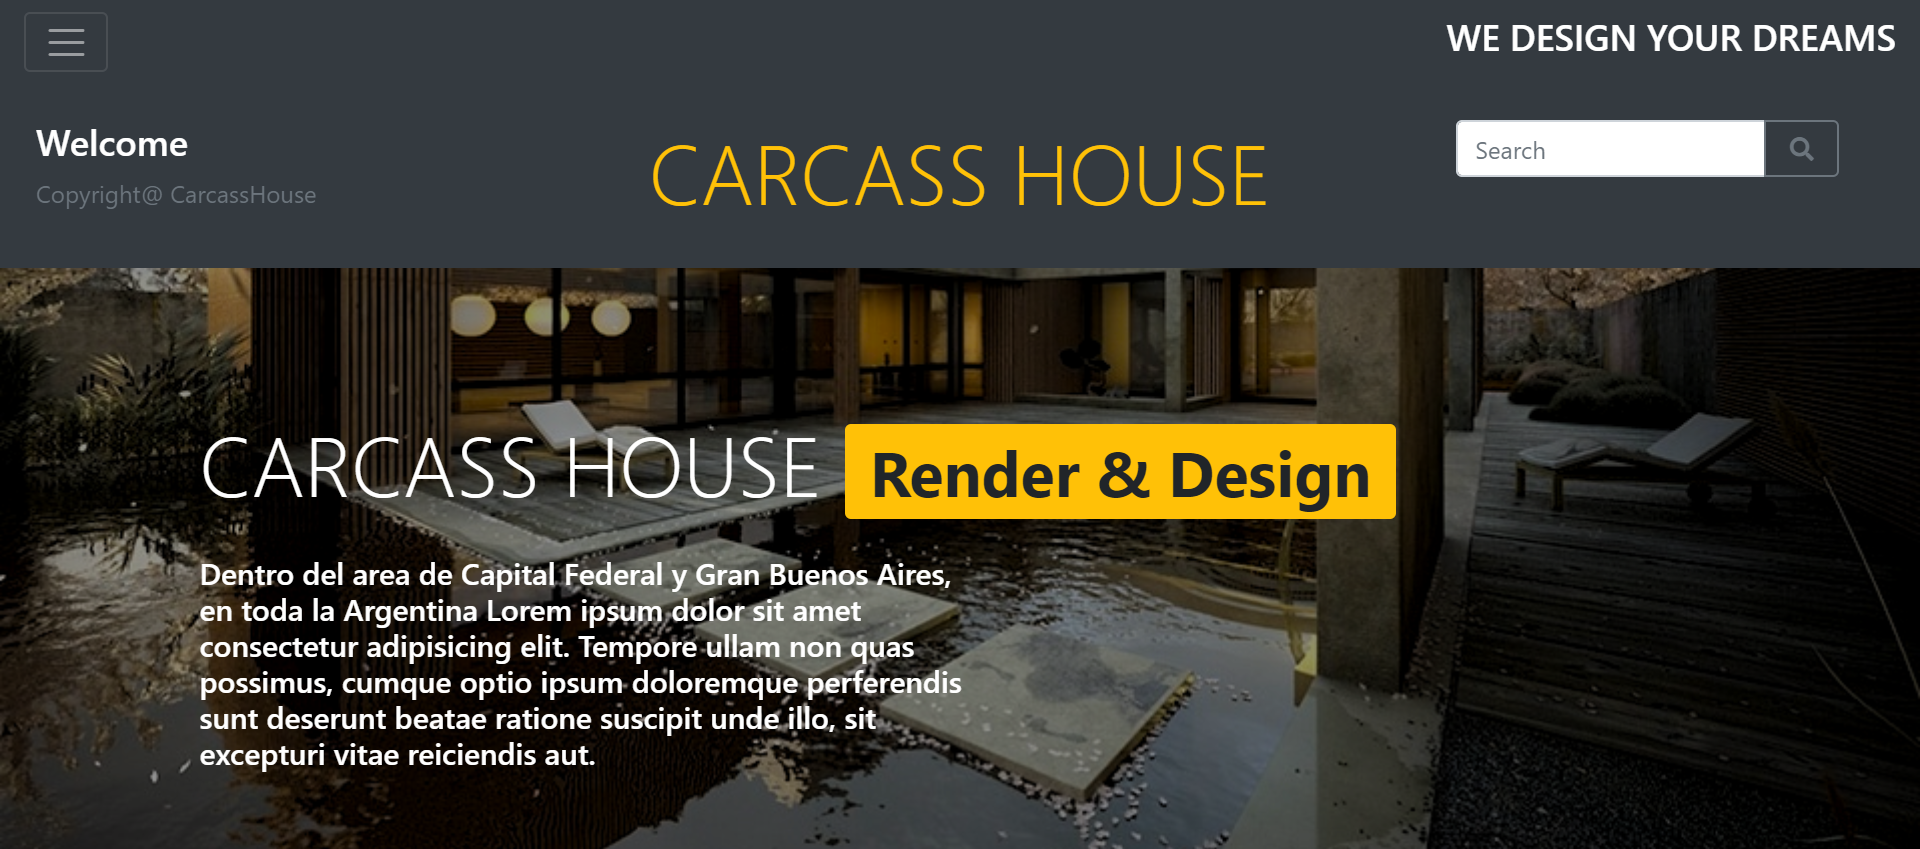 WE DESIGN YOUR DREAMS
Welcome
Copyright@ CarcassHouse
CARCASS HOUSE
Search
CARCASS HOUSE Render & Design
Dentro del area de Capital Federal y Gran Buenos Aires,
en toda la Argentina Lorem ipsum dolor sit amet
consectetur adipisicing elit. Tempore ullam non quas
possimus, cumque optio ipsum doloremque perferendis
sunt deserunt beatae ratione suscipit unde illo, sit
excepturi vitae reiciendis aut.